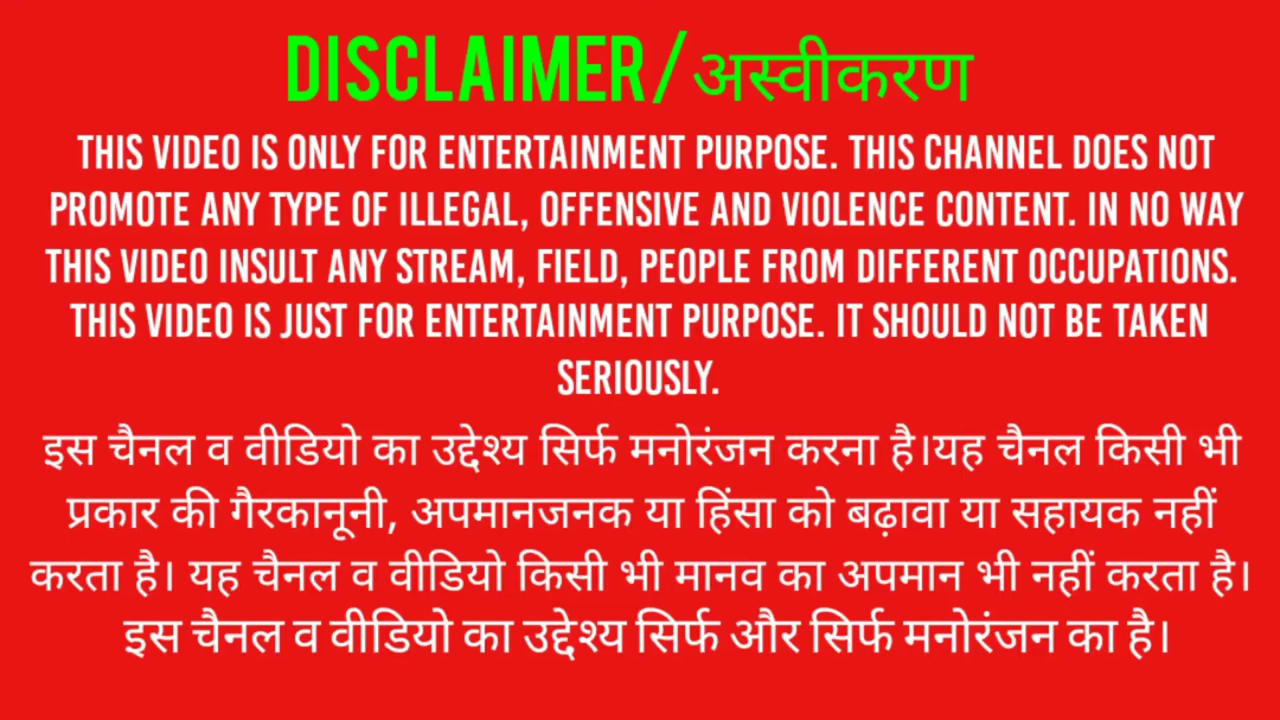 DISCLAIMER/अस्वीकरण
THIS VIDEO IS ONLY FOR ENTERTAINMENT PURPOSE. THIS CHANNEL DOES NOT
PROMOTE ANY TYPE OF ILLEGAL, OFFENSIVE AND VIOLENCE CONTENT. IN NO WAY
THIS VIDEO INSULT ANY STREAM, FIELD, PEOPLE FROM DIFFERENT OCCUPATIONS.
THIS VIDEO IS JUST FOR ENTERTAINMENT PURPOSE. IT SHOULD NOT BE TAKEN
SERIOUSLY.
इस चैनल व वीडियो का उद्देश्य सिर्फ मनोरंजन करना है।यह चैनल किसी भी
प्रकार की गैरकानूनी, अपमानजनक या हिंसा को बढ़ावा या सहायक नहीं
करता है। यह चैनल व वीडियो किसी भी मानव का अपमान भी नहीं करता है।
इस चैनल व वीडियो का उद्देश्य सिर्फ और सिर्फ मनोरंजन का है।